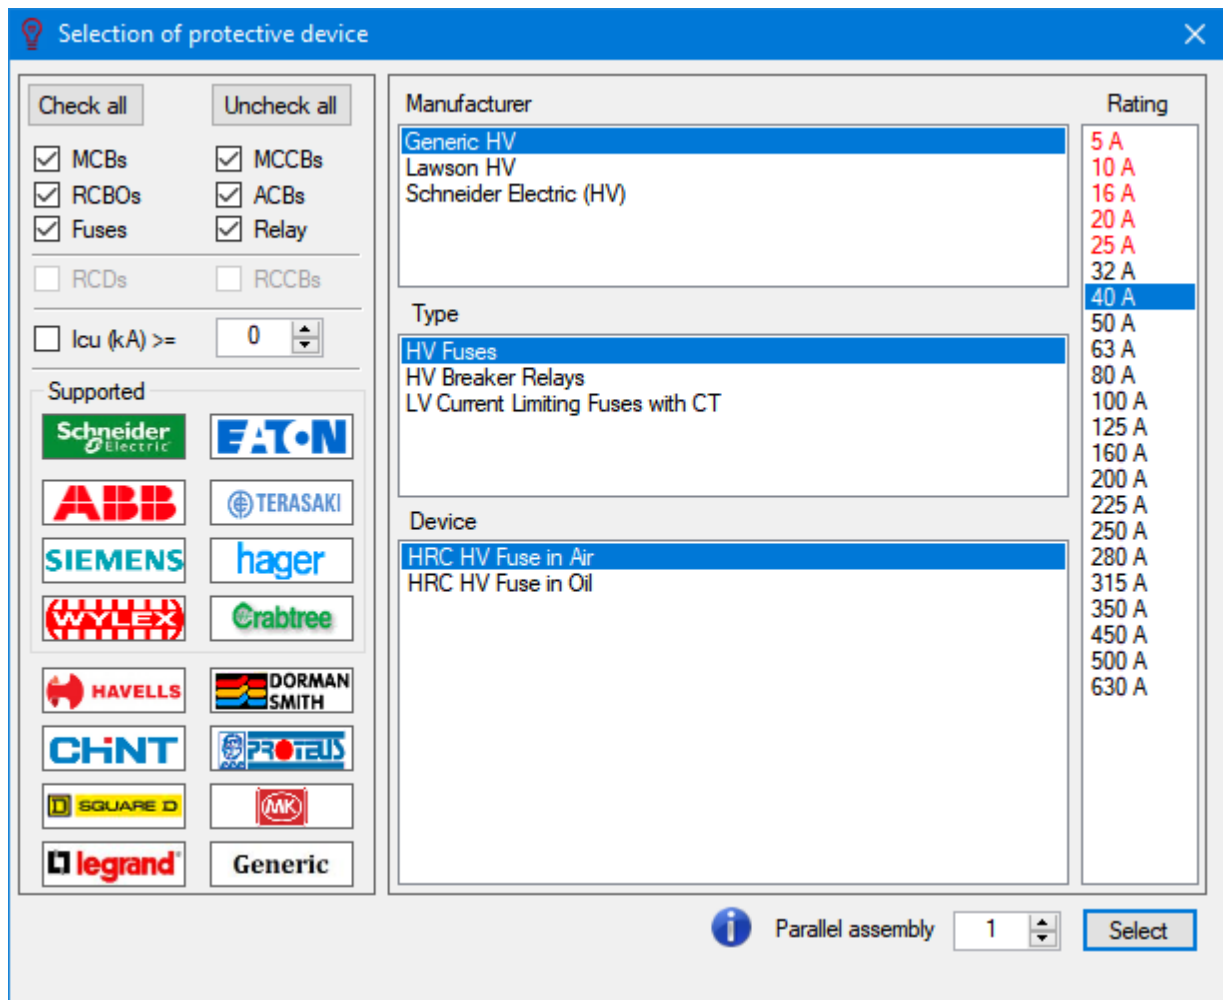 Selection of protective device
Check all
Uncheck all
MCBs
MCCBs
RCBOs
ACBs
Fuses
Relay
RCDs
RCCBs
Icu (kA) >=
0
Supported
Schneider
Electric
EATON
ABB
TERASAKI
SIEMENS
hager
WYLEX
Crabtree
HAVELLS
DORMAN
SMITH
CHiNT
PROTEUS
SQUARE D
MK
legrand
Generic
Manufacturer
Generic HV
Lawson HV
Schneider Electric (HV)
Type
HV Fuses
HV Breaker Relays
LV Current Limiting Fuses with CT
Device
HRC HV Fuse in Air
HRC HV Fuse in Oil
Rating
5 A
10 A
16 A
20 A
25 A
32 A
40 A
50 A
63 A
80 A
100 A
125 A
160 A
200 A
225 A
250 A
280 A
315 A
350 A
450 A
500 A
630 A
Parallel assembly
1
Select